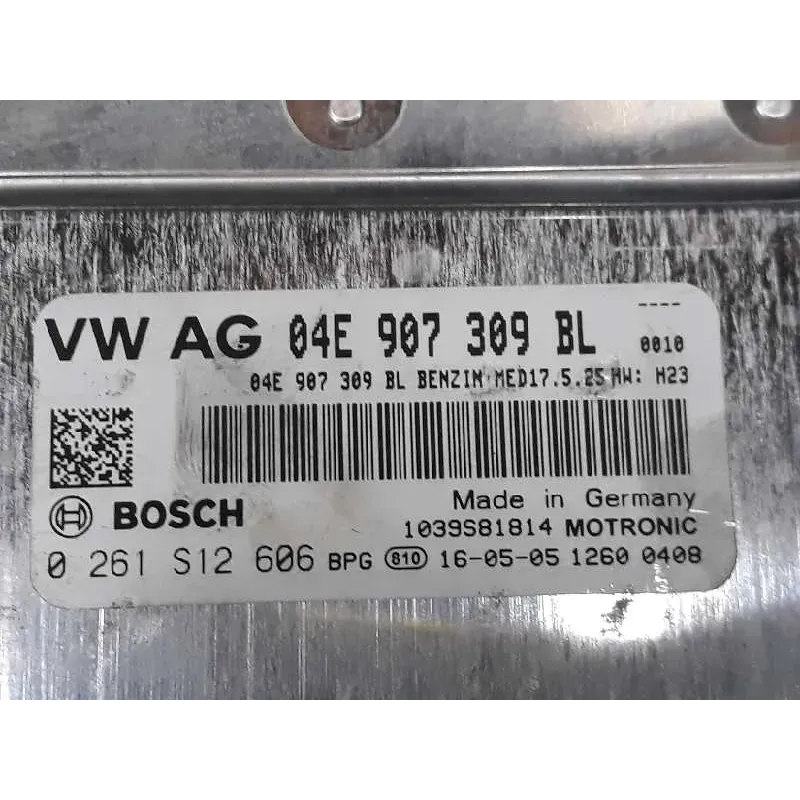 ----
VW AG 04E 907 309 BL 0010
04E 907 309 BL BENZIN MED17.5.25 HW: H23
BOSCH
Made in Germany
1039S81814 MOTRONIC
0 261 S12 606 BPG 810 16-05-05 1260 0408